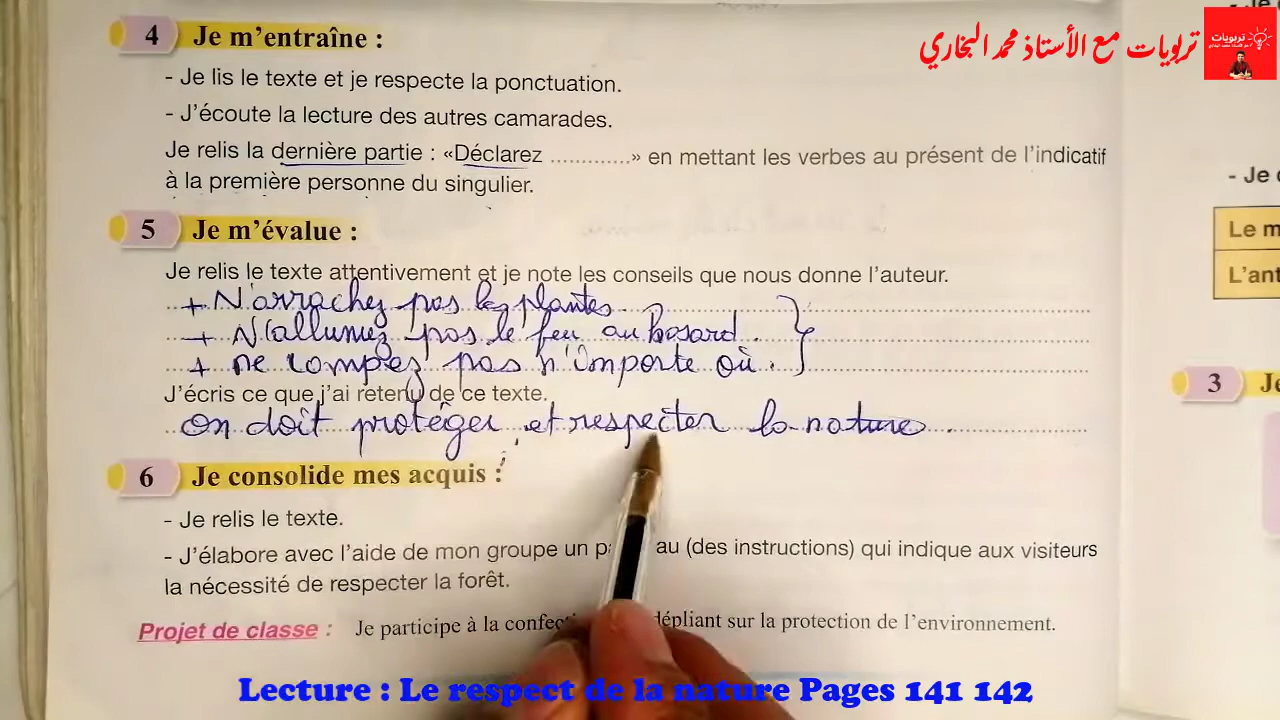 4 Je m'entraîne :
تربويات مع الأستاذ محمد البخاري
تربويات
- Je lis le texte et je respecte la ponctuation.
- J'écoute la lecture des autres camarades.
Je relis la dernière partie : «Déclarez .............» en mettant les verbes au présent de l'indicatif
à la première personne du singulier.
5 Je m'évalue :
Je relis le texte attentivement et je note les conseils que nous donne l'auteur.
+ N'arrachez pas les plantes.
+ N'allumez pas le feu au hasard.
+ ne campez pas n'importe où.
J'écris ce que j'ai retenu de ce texte.
On doit protéger et respecter la nature.
6 Je consolide mes acquis :
- Je relis le texte.
- J'élabore avec l'aide de mon groupe un au (des instructions) qui indique aux visiteurs
la nécessité de respecter la forêt.
Projet de classe : Je participe à la dépliant sur la protection de l'environnement.
Le m
L'ant
3 Je
Lecture : Le respect de la nature Pages 141 142